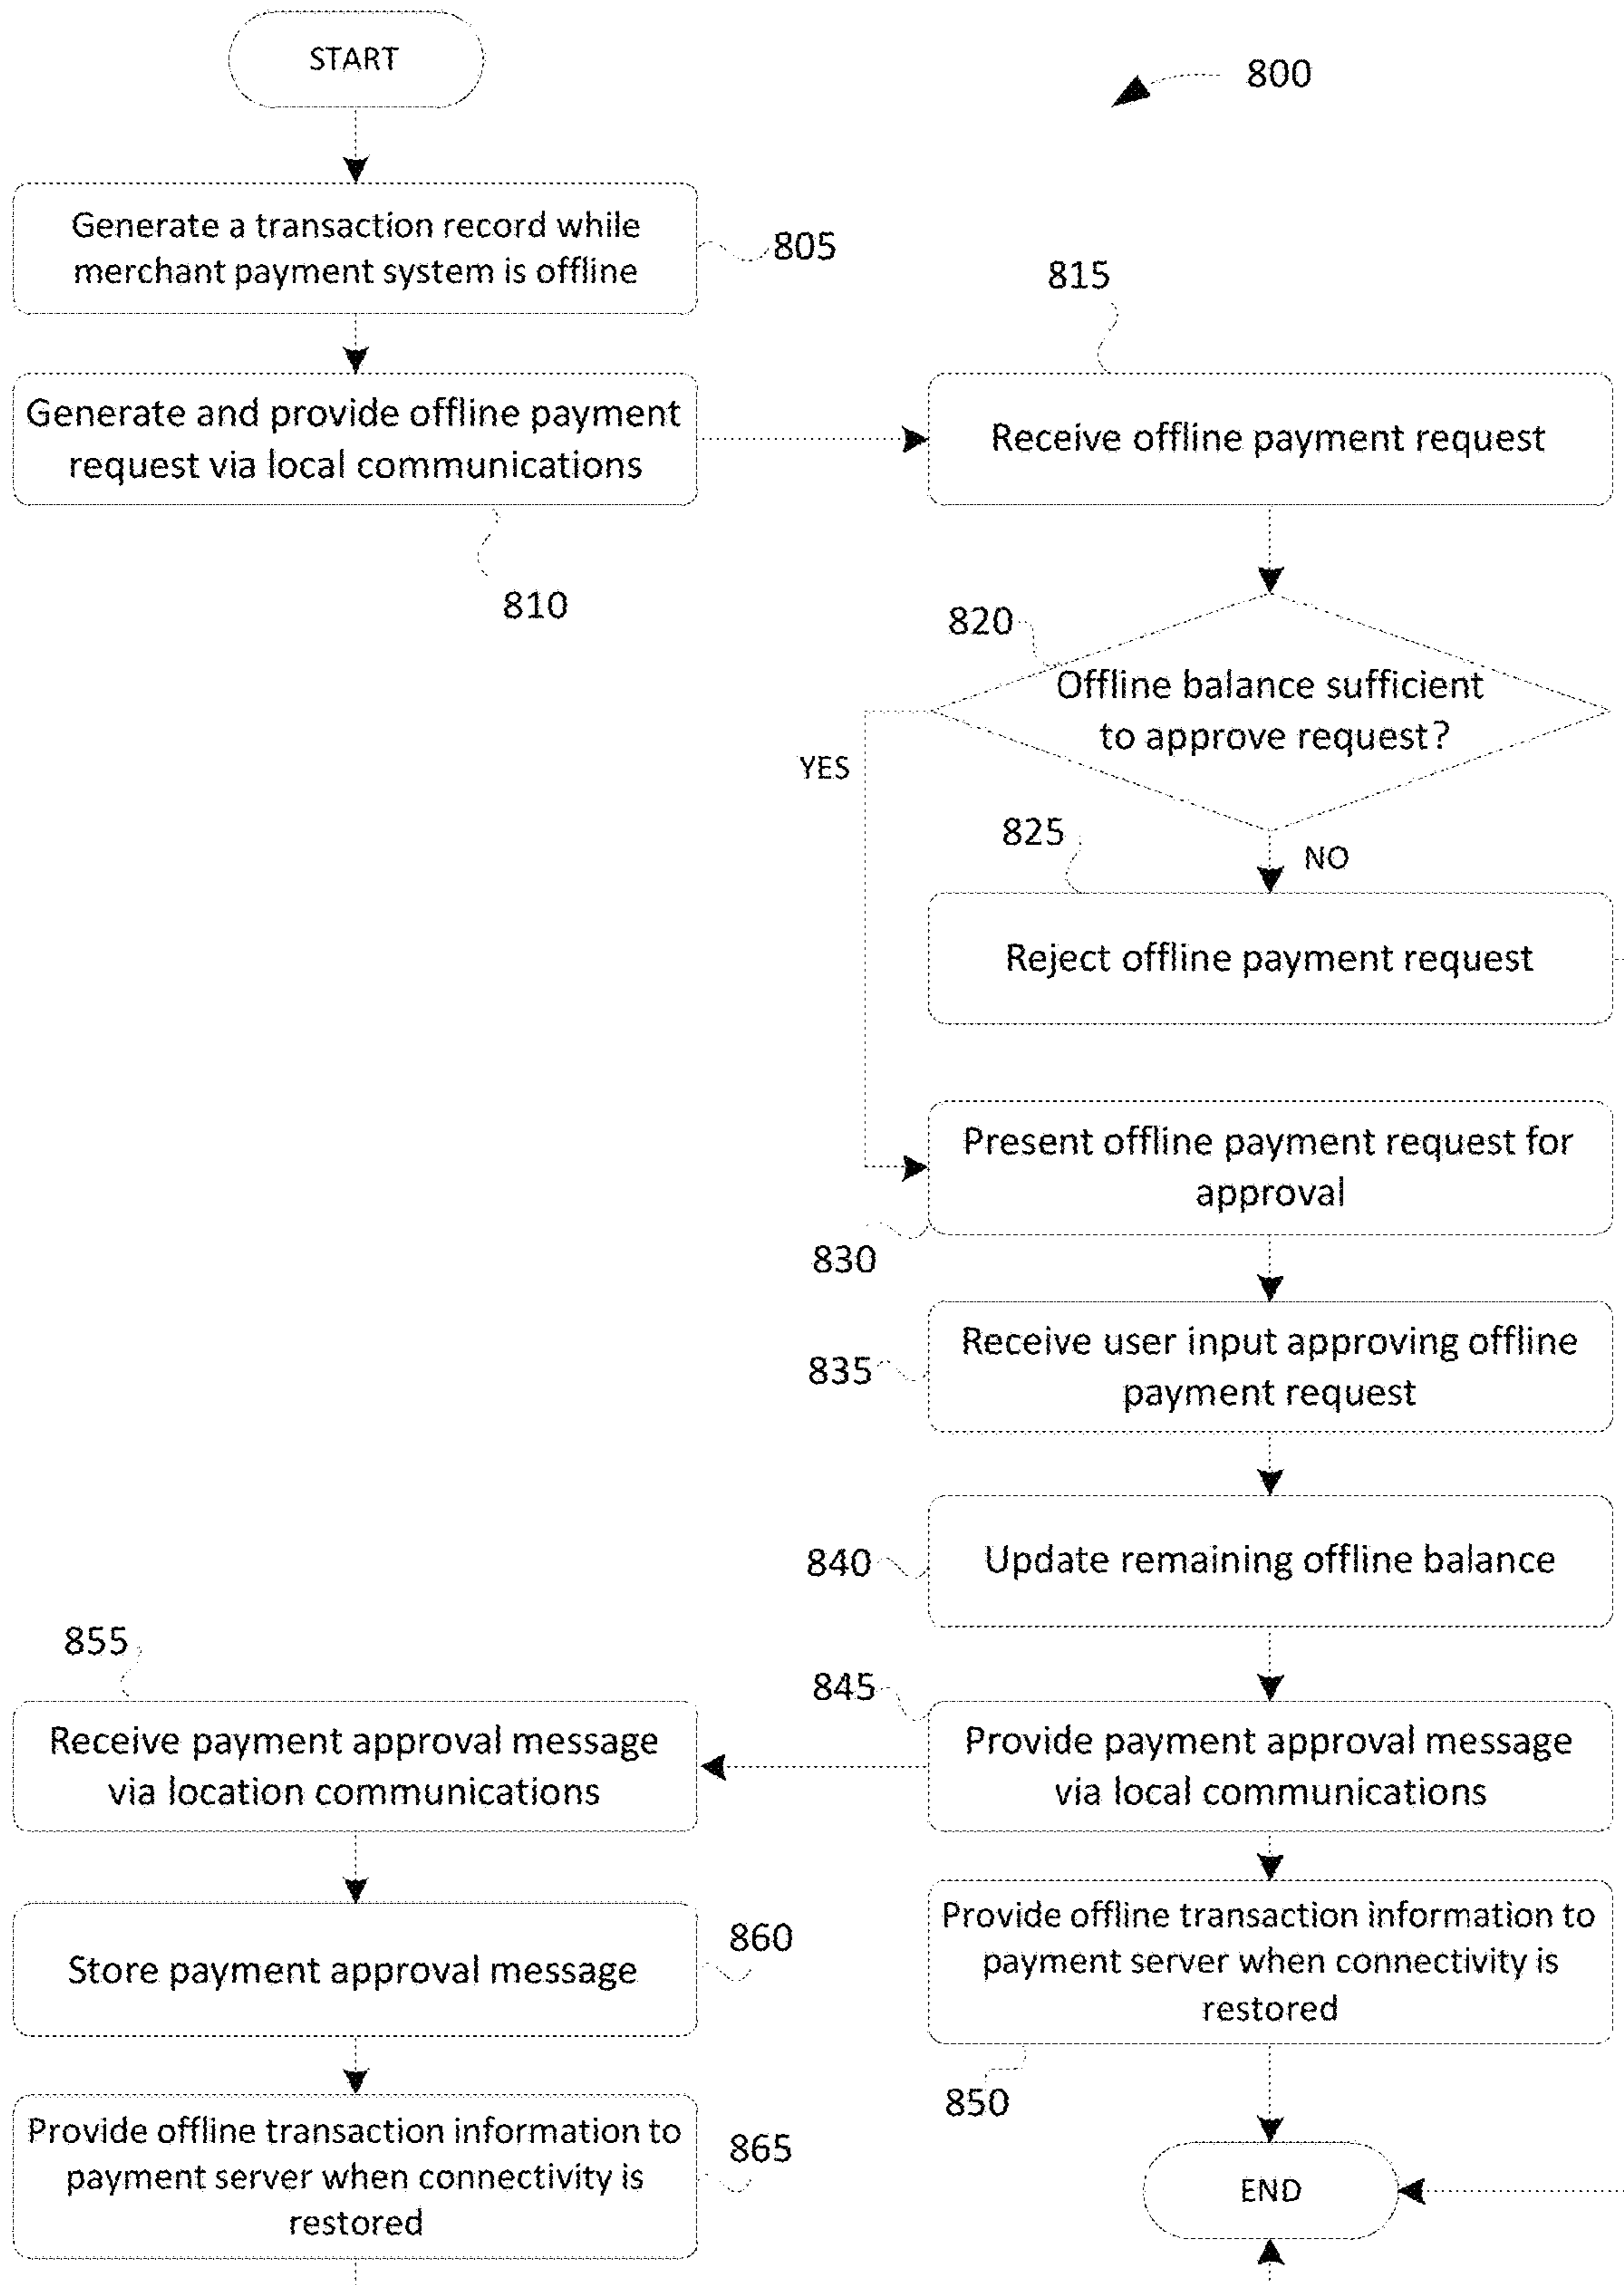 START
800
Generate a transaction record while
merchant payment system is offline
805
815
Generate and provide offline payment
request via local communications
810
Receive offline payment request
820
Offline balance sufficient
to approve request?
YES
825
NO
Reject offline payment request
Present offline payment request for
approval
830
Receive user input approving offline
payment request
835
840
Update remaining offline balance
855
845
Receive payment approval message
via location communications
Provide payment approval message
via local communications
860
Store payment approval message
Provide offline transaction information to
payment server when connectivity is
restored
850
Provide offline transaction information to
payment server when connectivity is
restored
865
END